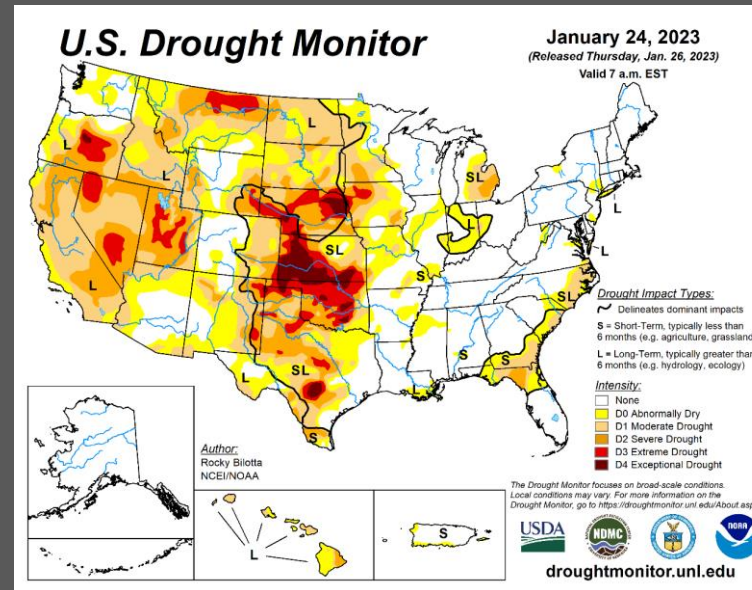 U.S. Drought Monitor
January 24, 2023
(Released Thursday, Jan. 26, 2023)
Valid 7 a.m. EST
L
L
L
L
L
SL
L
SL
S
SL
S
L
S
S
SL
L
L
L
S
Drought Impact Types:
Delineates dominant impacts
S = Short-Term, typically less than
6 months (e.g. agriculture, grassland
L = Long-Term, typically greater than
6 months (e.g. hydrology, ecology)
Intensity:
None
D0 Abnormally Dry
D1 Moderate Drought
D2 Severe Drought
D3 Extreme Drought
D4 Exceptional Drought
Author:
Rocky Bilotta
NCEI/NOAA
L
S
The Drought Monitor focuses on broad-scale conditions.
Local conditions may vary. For more information on the
Drought Monitor, go to https://droughtmonitor.unl.edu/About.asp
USDA
NDMC
NOAA
droughtmonitor.unl.edu